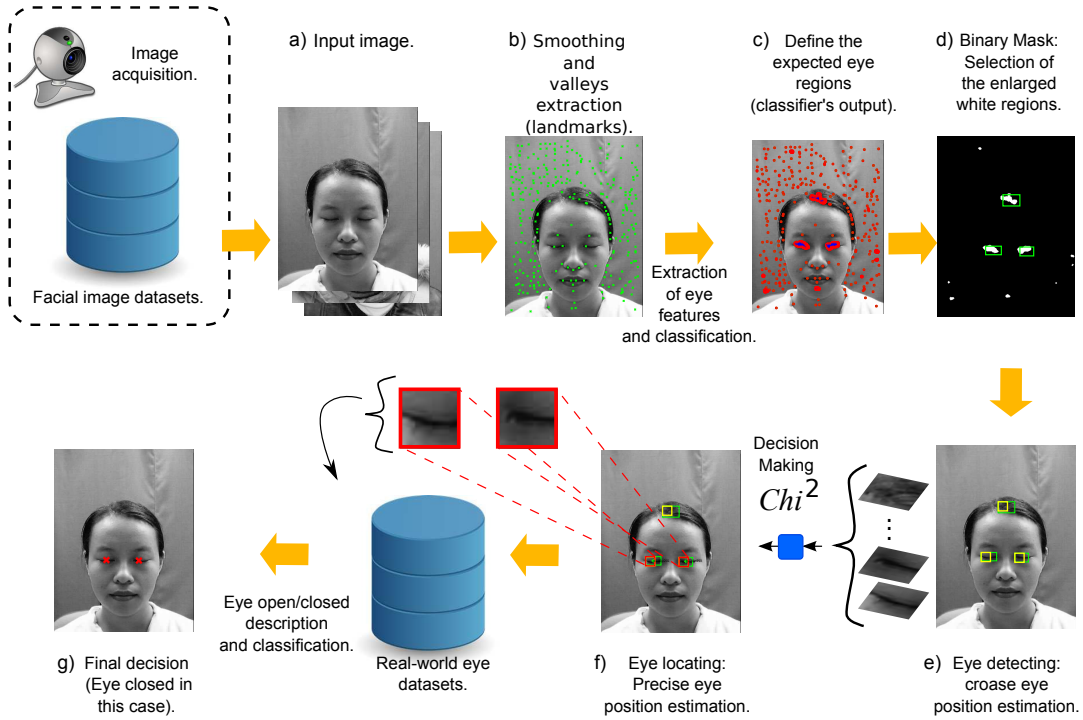 Image
acquisition.
Facial image datasets.
a) Input image.
b) Smoothing
and
valleys
extraction
(landmarks).
Extraction
of eye
features
and classification.
c) Define the
expected eye
regions
(classifier's output).
d) Binary Mask:
Selection of
the enlarged
white regions.
e) Eye detecting:
croase eye
position estimation.
Decision
Making
Chi²
f) Eye locating:
Precise eye
position estimation.
Real-world eye
datasets.
Eye open/closed
description
and classification.
g) Final decision
(Eye closed in
this case).